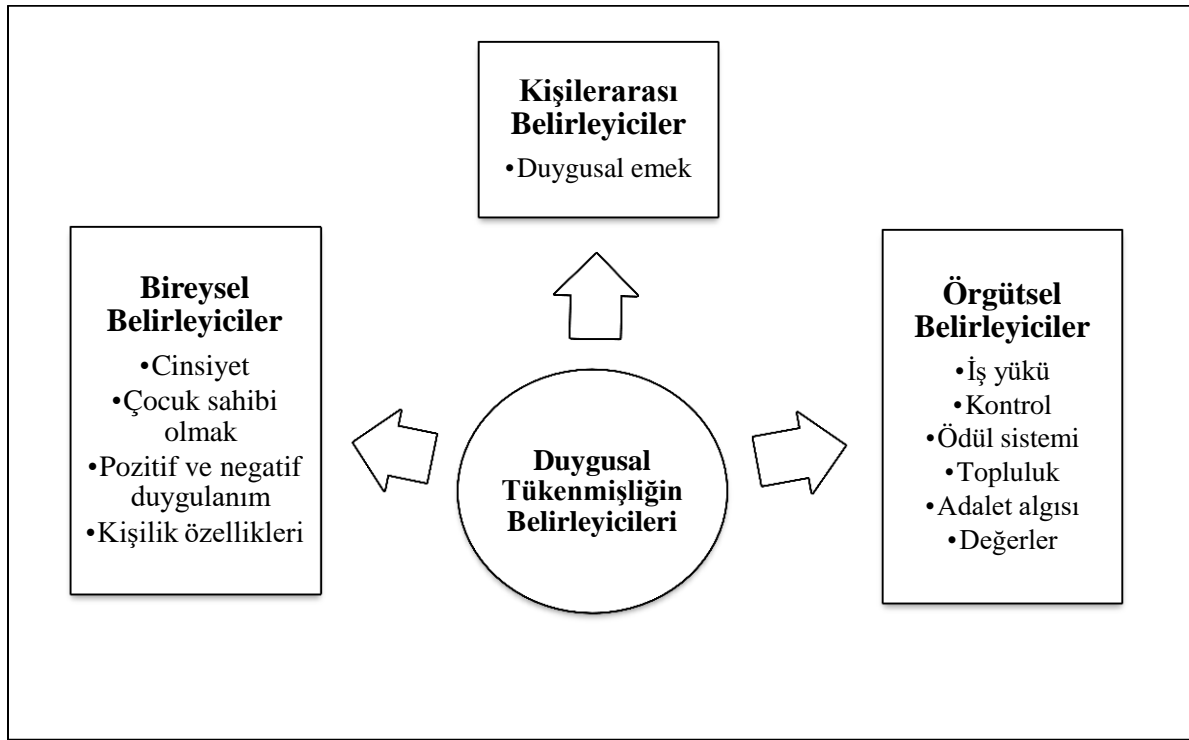 Kişilerarası
Belirleyiciler
•Duygusal emek
Bireysel
Belirleyiciler
•Cinsiyet
•Çocuk sahibi
olmak
•Pozitif ve negatif
duygulanım
•Kişilik özellikleri
Duygusal
Tükenmişliğin
Belirleyicileri
Örgütsel
Belirleyiciler
•İş yükü
•Kontrol
•Ödül sistemi
•Topluluk
•Adalet algısı
•Değerler